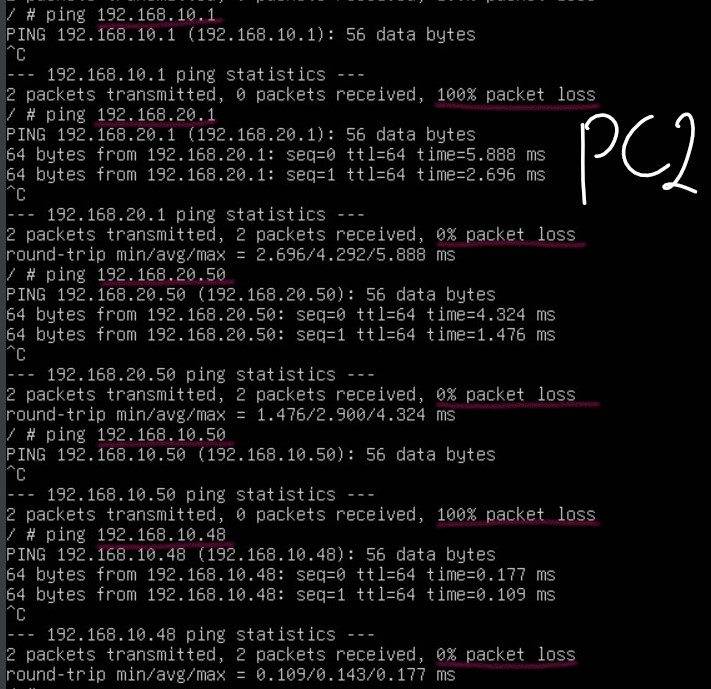 / # ping 192.168.10.1
PING 192.168.10.1 (192.168.10.1): 56 data bytes
^C
--- 192.168.10.1 ping statistics ---
2 packets transmitted, 0 packets received, 100% packet loss
/ # ping 192.168.20.1
PING 192.168.20.1 (192.168.20.1): 56 data bytes
64 bytes from 192.168.20.1: seq=0 ttl=64 time=5.888 ms
64 bytes from 192.168.20.1: seq=1 ttl=64 time=2.696 ms
^C
PC2
--- 192.168.20.1 ping statistics ---
2 packets transmitted, 2 packets received, 0% packet loss
round-trip min/avg/max = 2.696/4.292/5.888 ms
/ # ping 192.168.20.50
PING 192.168.20.50 (192.168.20.50): 56 data bytes
64 bytes from 192.168.20.50: seq=0 ttl=64 time=4.324 ms
64 bytes from 192.168.20.50: seq=1 ttl=64 time=1.476 ms
^C
--- 192.168.20.50 ping statistics ---
2 packets transmitted, 2 packets received, 0% packet loss
round-trip min/avg/max = 1.476/2.900/4.324 ms
/ # ping 192.168.10.50
PING 192.168.10.50 (192.168.10.50): 56 data bytes
^C
--- 192.168.10.50 ping statistics ---
2 packets transmitted, 0 packets received, 100% packet loss
/ # ping 192.168.10.48
PING 192.168.10.48 (192.168.10.48): 56 data bytes
64 bytes from 192.168.10.48: seq=0 ttl=64 time=0.177 ms
64 bytes from 192.168.10.48: seq=1 ttl=64 time=0.109 ms
^C
--- 192.168.10.48 ping statistics ---
2 packets transmitted, 2 packets received, 0% packet loss
round-trip min/avg/max = 0.109/0.143/0.177 ms